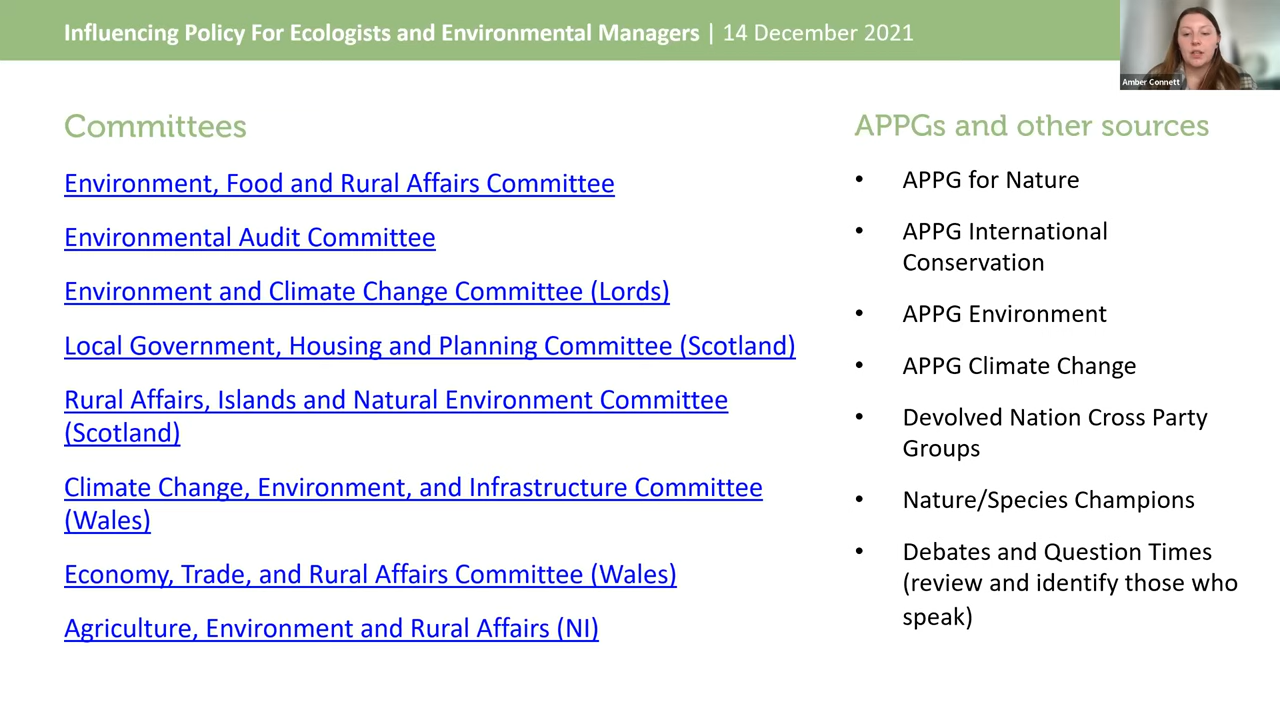 Influencing Policy For Ecologists and Environmental Managers | 14 December 2021
Amber Connett
Committees
Environment, Food and Rural Affairs Committee
Environmental Audit Committee
Environment and Climate Change Committee (Lords)
Local Government, Housing and Planning Committee (Scotland)
Rural Affairs, Islands and Natural Environment Committee
(Scotland)
Climate Change, Environment, and Infrastructure Committee
(Wales)
Economy, Trade, and Rural Affairs Committee (Wales)
Agriculture, Environment and Rural Affairs (NI)
APPGs and other sources
• APPG for Nature
• APPG International
Conservation
• APPG Environment
• APPG Climate Change
• Devolved Nation Cross Party
Groups
• Nature/Species Champions
• Debates and Question Times
(review and identify those who
speak)